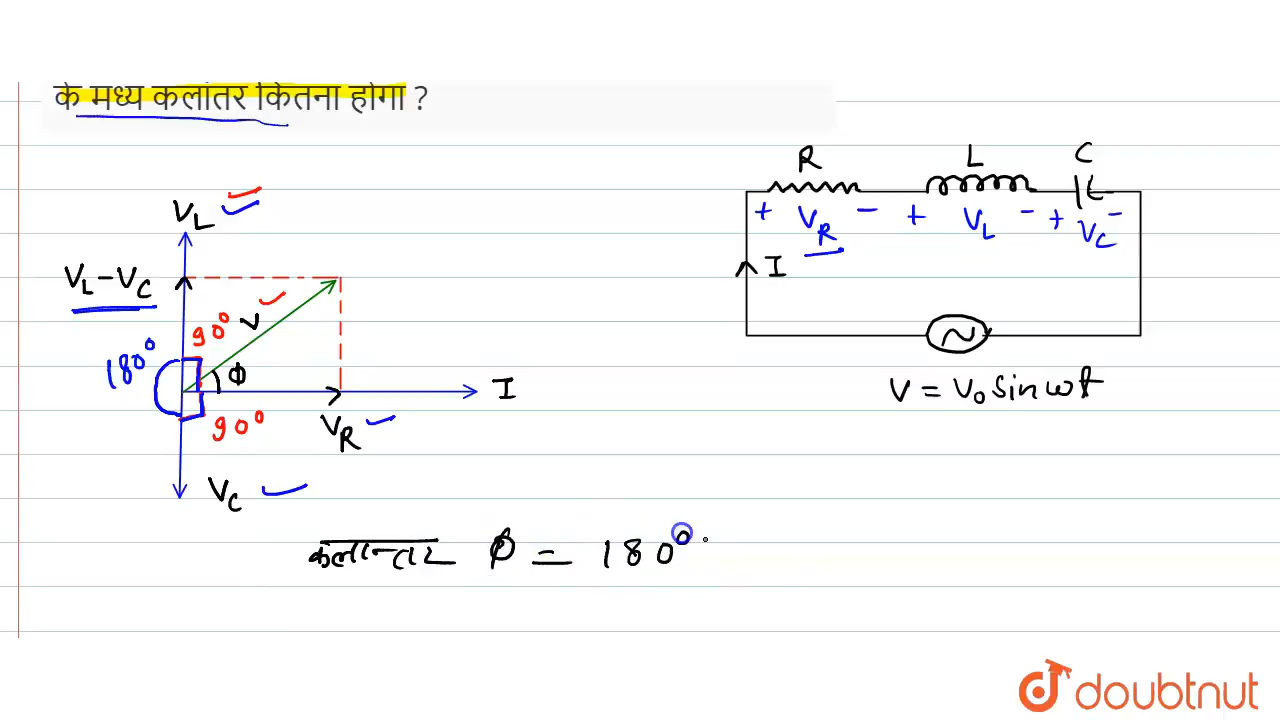 के मध्य कलांतर कितना होगा ?
R
L
C
+ V_R - + V_L - + V_C -
I
V = V₀ sin ωt
V_L
V_L - V_C
90° V
180°
ϕ
I
90°
V_R
V_C
कलान्तर ϕ = 180°
doubtnut